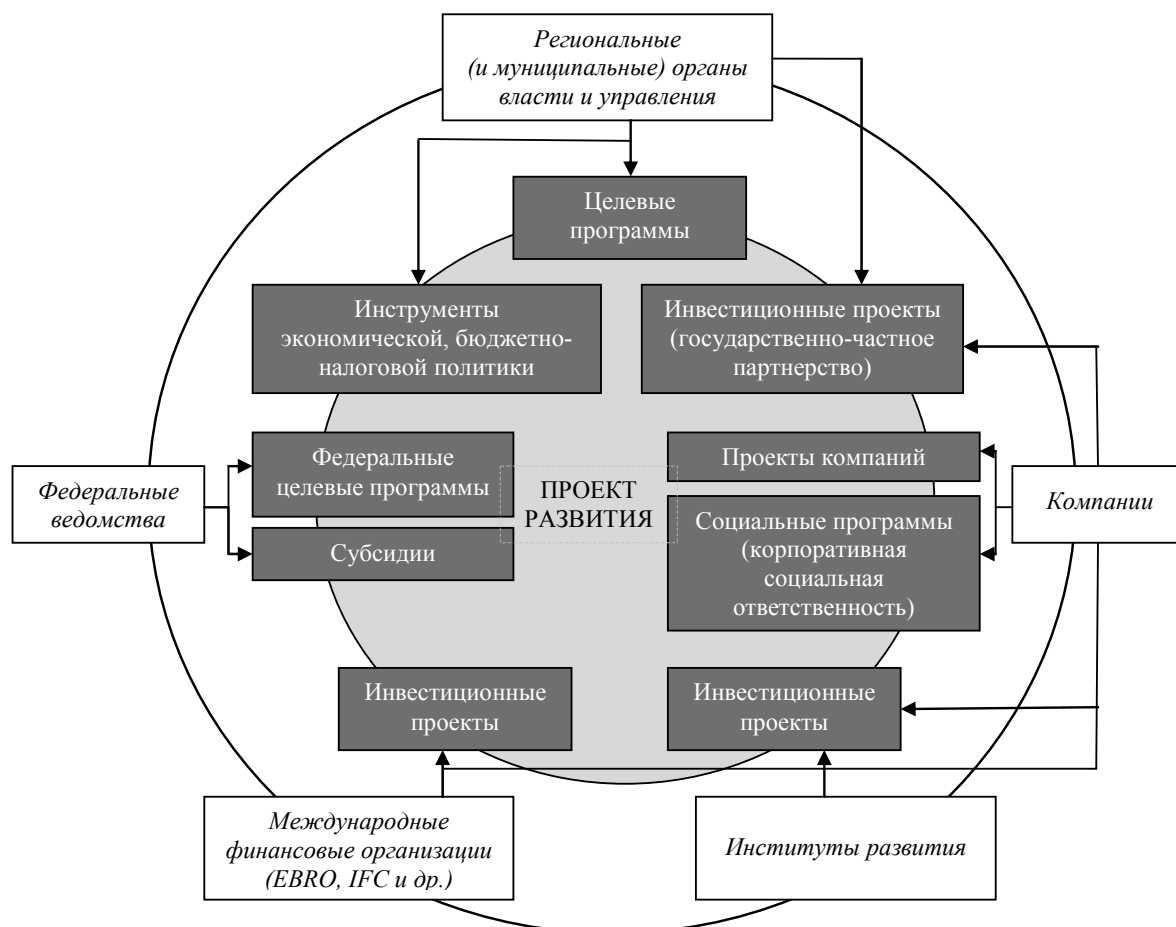 Региональные
(и муниципальные) органы
власти и управления
Целевые
программы
Инструменты
экономической, бюджетно-
налоговой политики
Инвестиционные проекты
(государственно-частное
партнерство)
Федеральные
ведомства
Федеральные
целевые программы
Субсидии
ПРОЕКТ
РАЗВИТИЯ
Проекты компаний
Социальные программы
(корпоративная
социальная
ответственность)
Компании
Инвестиционные
проекты
Инвестиционные
проекты
Международные
финансовые организации
(EBRO, IFC и др.)
Институты развития